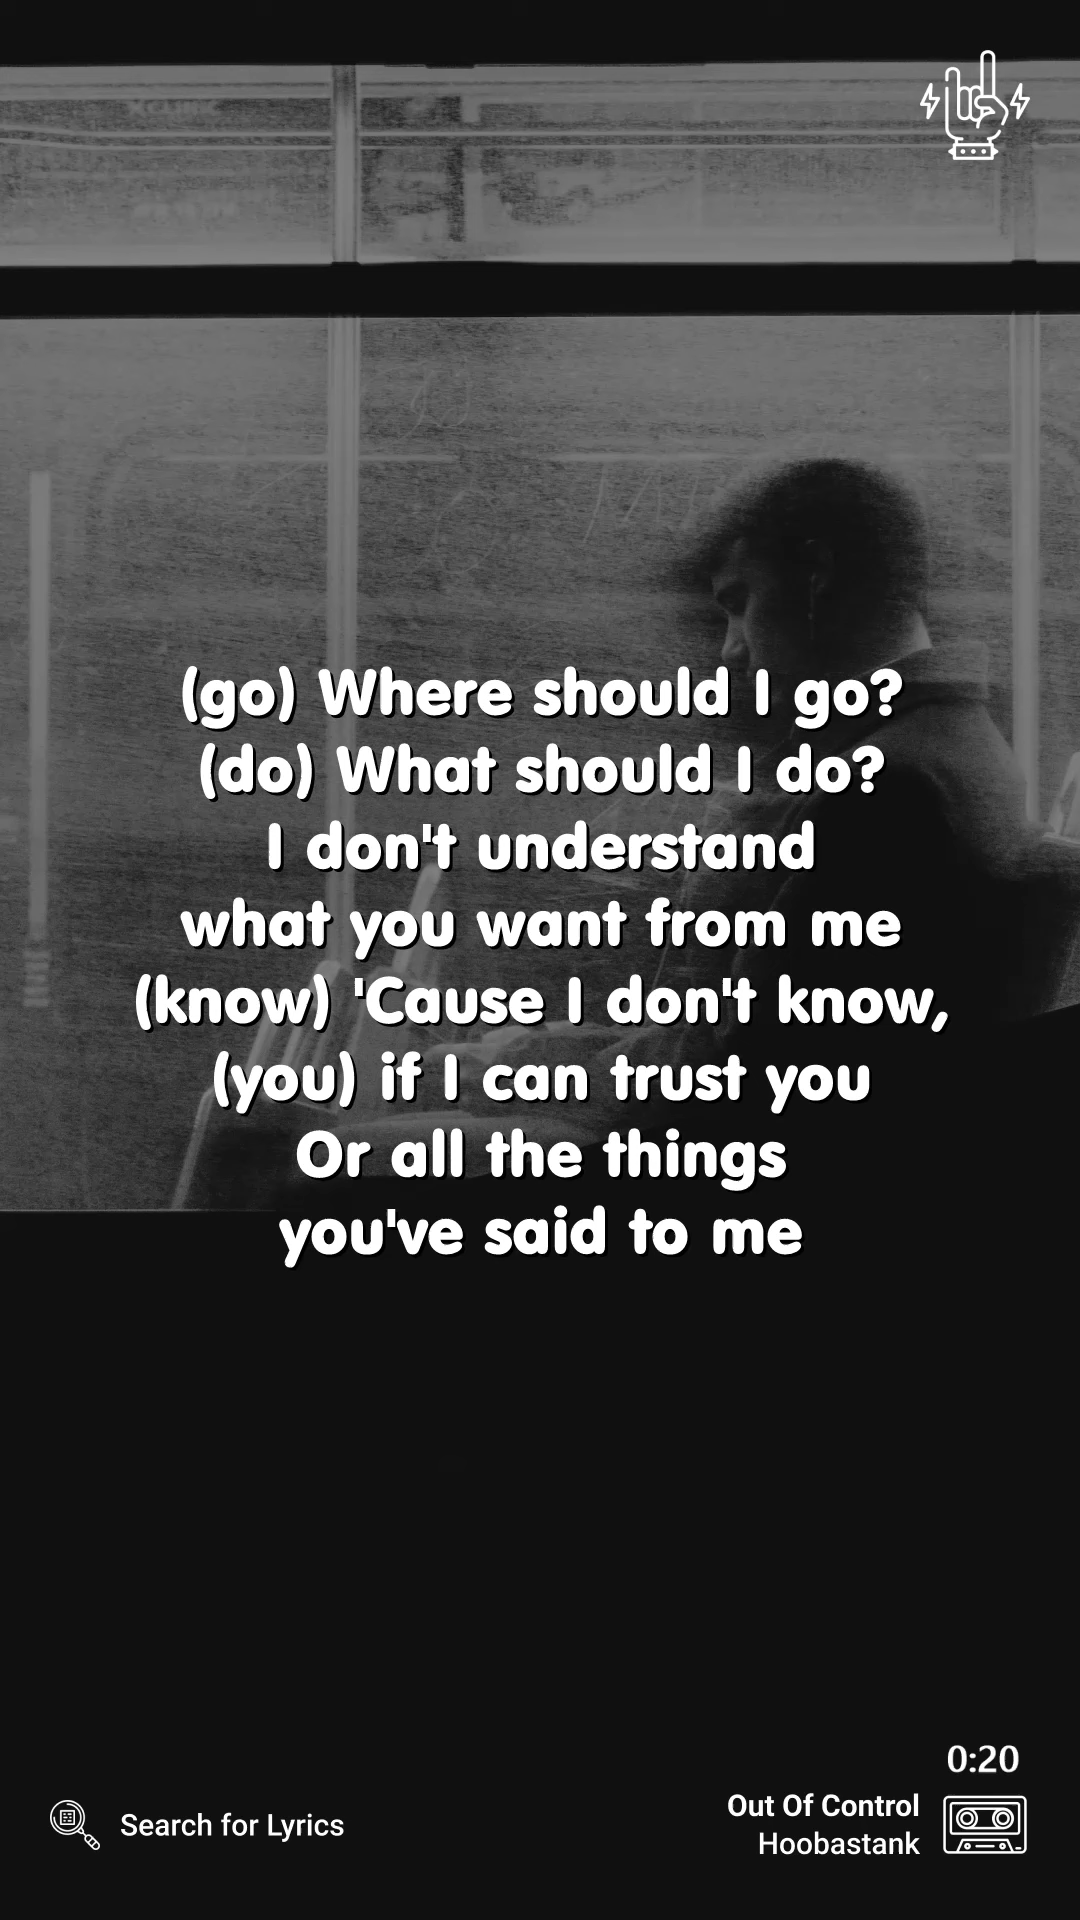 (go) Where should I go?
(do) What should I do?
I don't understand
what you want from me
(know) 'Cause I don't know,
(you) if I can trust you
Or all the things
you've said to me
0:20
Search for Lyrics
Out Of Control
Hoobastank